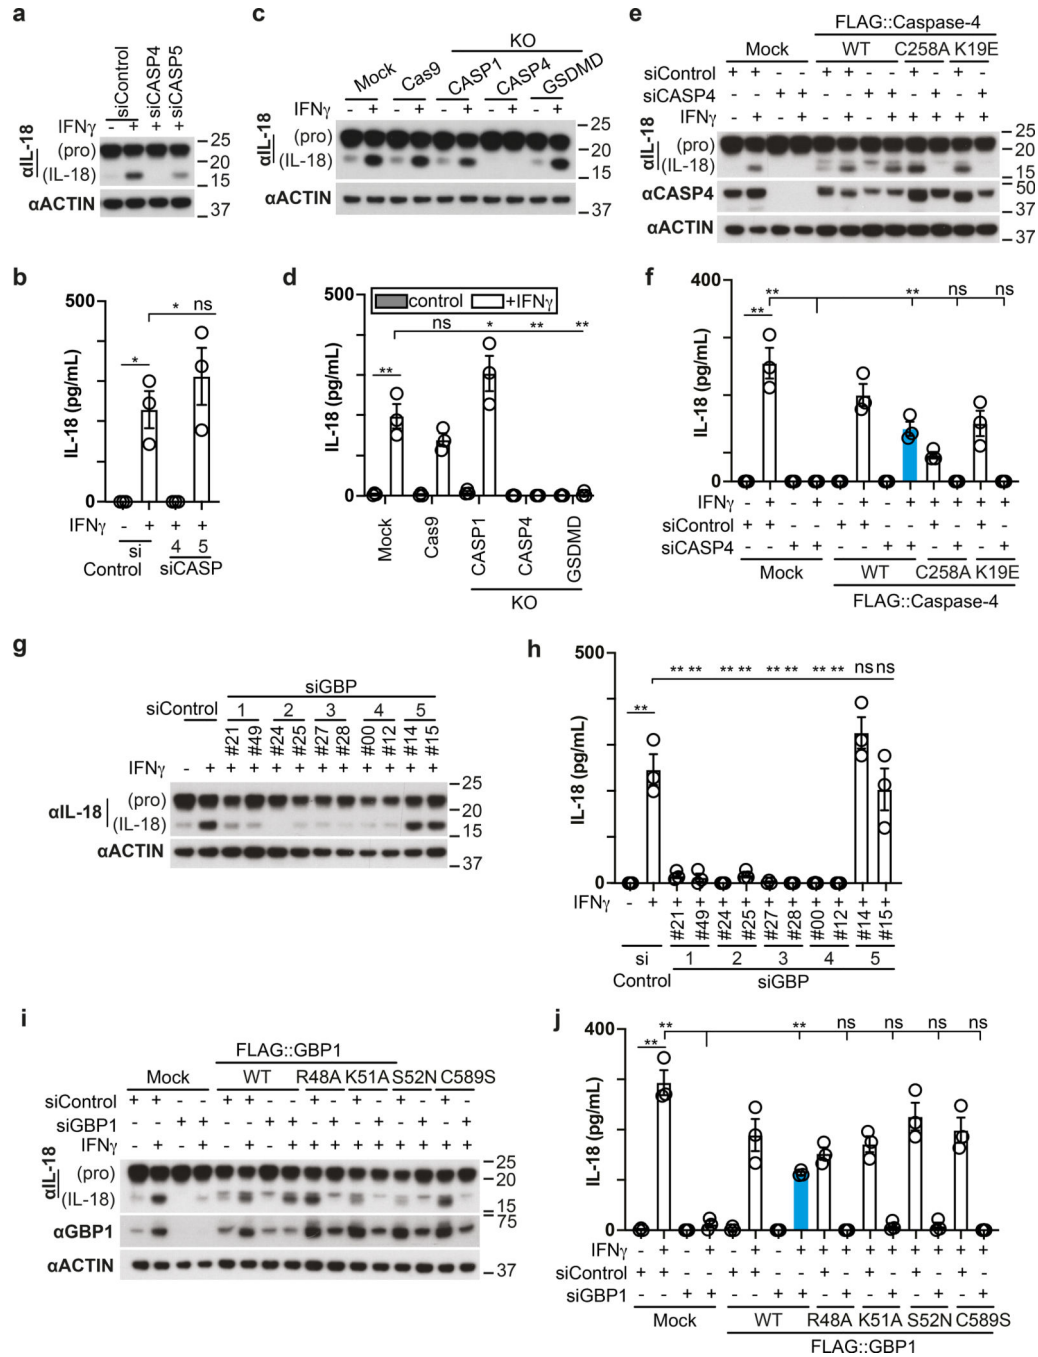 a
siControl
siCASP4
siCASP5
IFNγ - + + +
αIL-18
(pro)
(IL-18)
25
20
15
αACTIN
37
b
500
0
IL-18 (pg/mL)
* ns
*
IFNγ - + + +
si 4 5
Control siCASP
c
KO
Mock Cas9 CASP1 CASP4 GSDMD
IFNγ - + - + - + - + - +
αIL-18
(pro)
(IL-18)
25
20
15
αACTIN
37
d
control +IFNγ
500
0
IL-18 (pg/mL)
** ns * ** **
Mock Cas9 CASP1 CASP4 GSDMD
KO
e
FLAG::Caspase-4
Mock WT C258A K19E
siControl + + - - + + - - + - + -
siCASP4 - - + + - - + + - + - +
IFNγ - + - + - + - + + + + +
αIL-18
(pro)
(IL-18)
25
20
15
αCASP4
50
37
αACTIN
37
f
400
0
IL-18 (pg/mL)
** ** ns ns
**
IFNγ - + - + - + - + + + + +
siControl + + - - + + - - + - + -
siCASP4 - - + + - - + + - + - +
Mock WT C258A K19E
FLAG::Caspase-4
g
siGBP
siControl 1 2 3 4 5
#21 #49 #24 #25 #27 #28 #00 #12 #14 #15
IFNγ - + + + + + + + + + + +
αIL-18
(pro)
(IL-18)
25
20
15
αACTIN
37
h
500
0
IL-18 (pg/mL)
** ** ** ** ** ** ** ** ns ns
**
IFNγ - + + + + + + + + + + +
#21 #49 #24 #25 #27 #28 #00 #12 #14 #15
si 1 2 3 4 5
Control siGBP
i
FLAG::GBP1
Mock WT R48A K51A S52N C589S
siControl + + - - + + - - + - + - + - + -
siGBP1 - - + + - - + + - + - + - + - +
IFNγ - + - + - + - + + + + + + + + +
αIL-18
(pro)
(IL-18)
25
20
15
αGBP1
75
αACTIN
37
j
400
0
IL-18 (pg/mL)
** ** ns ns ns ns
**
IFNγ - + - + - + - + + + + + + + + +
siControl + + - - + + - - + - + - + - + -
siGBP1 - - + + - - + + - + - + - + - +
Mock WT R48A K51A S52N C589S
FLAG::GBP1